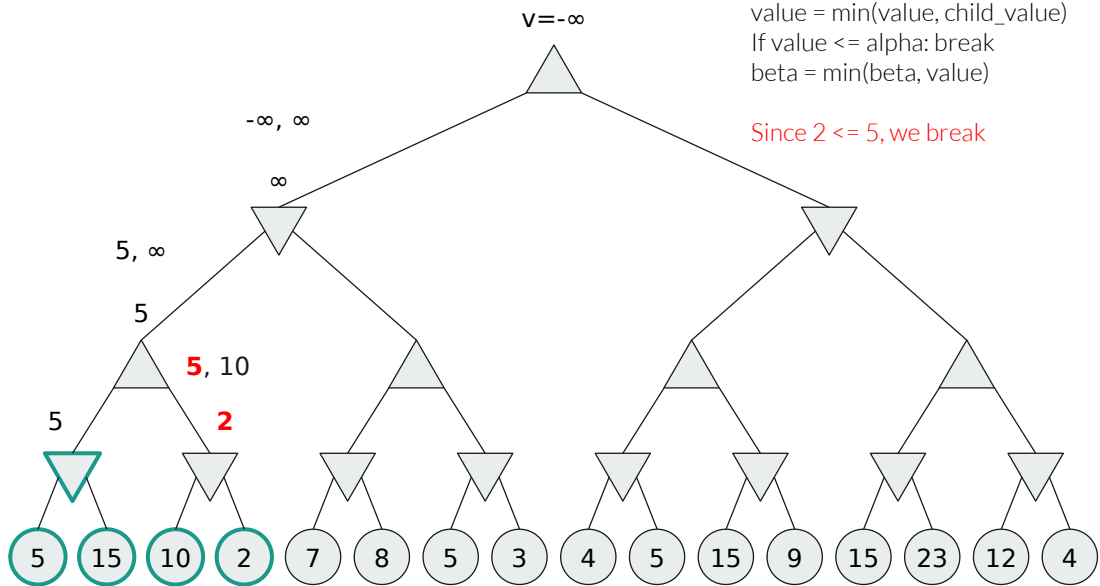 v=-∞
value = min(value, child_value)
If value <= alpha: break
beta = min(beta, value)
Since 2 <= 5, we break
-∞, ∞
∞
5, ∞
5
5, 10
5
2
5 15 10 2 7 8 5 3 4 5 15 9 15 23 12 4